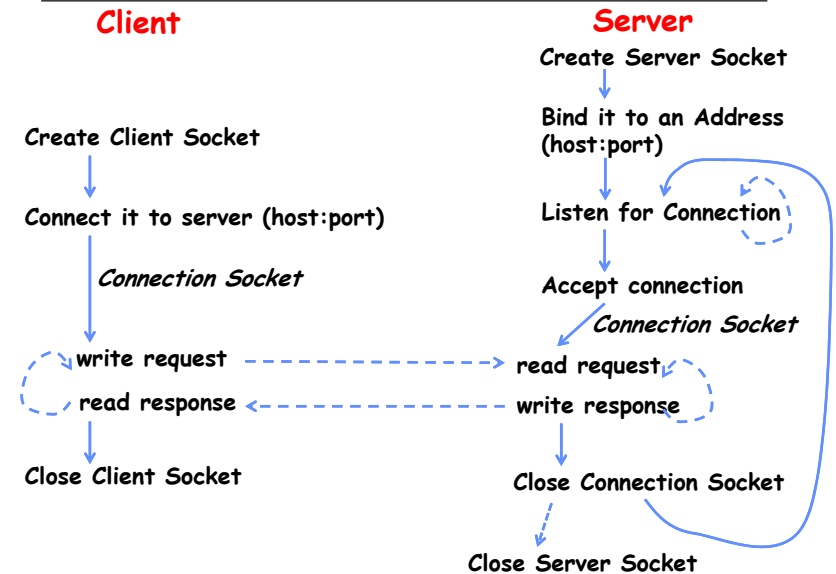 Client
Server
Create Server Socket
Bind it to an Address
(host:port)
Create Client Socket
Connect it to server (host:port)
Listen for Connection
Connection Socket
Accept connection
Connection Socket
write request
read request
read response
write response
Close Client Socket
Close Connection Socket
Close Server Socket